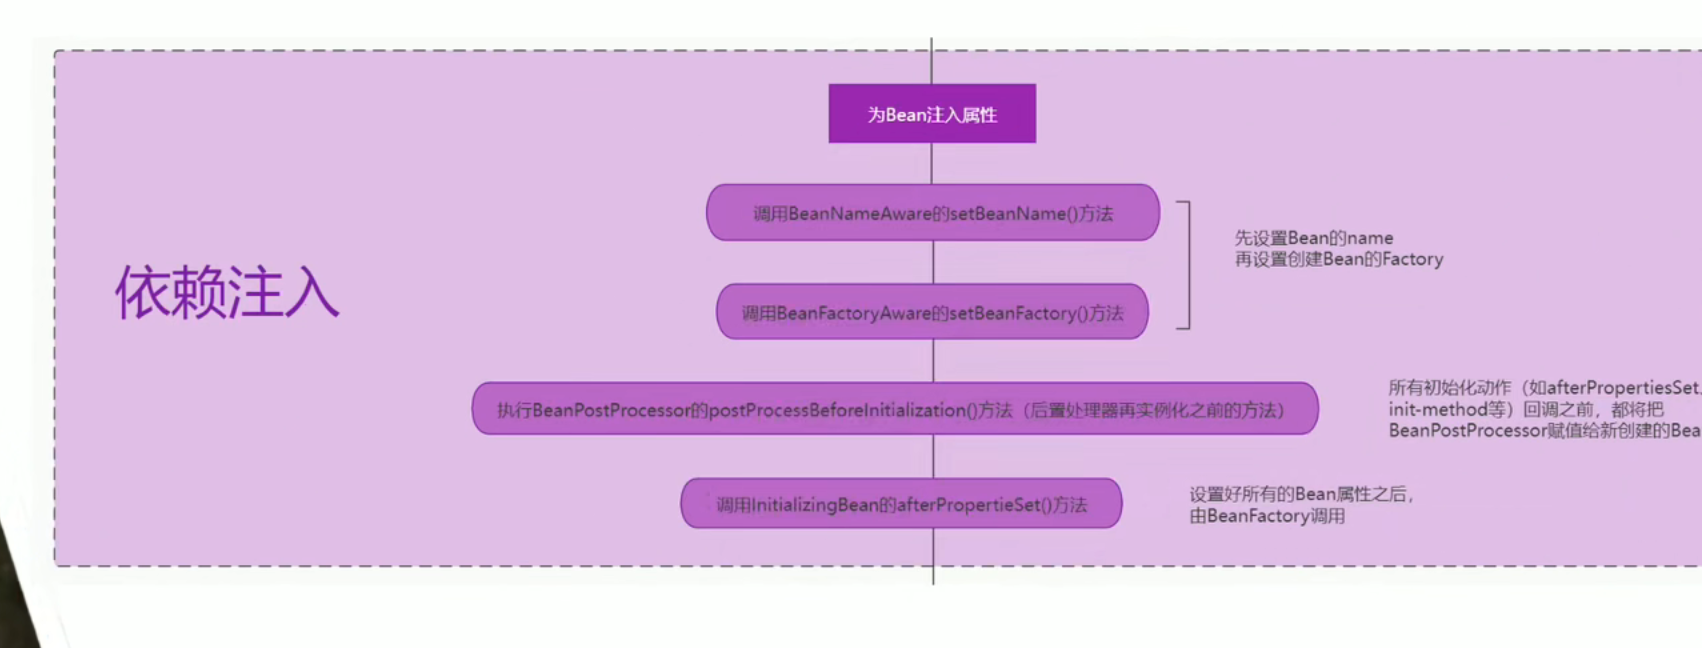 为Bean注入属性
调用BeanNameAware的setBeanName()方法
先设置Bean的name
再设置创建Bean的Factory
依赖注入
调用BeanFactoryAware的setBeanFactory()方法
执行BeanPostProcessor的postProcessBeforeInitialization()方法（后置处理器再实例化之前的方法）
所有初始化动作（如afterPropertiesSet.
init-method等）回调之前，都将把
BeanPostProcessor赋值给新创建的Bea
调用InitializingBean的afterPropertieSet()方法
设置好所有的Bean属性之后，
由BeanFactory调用